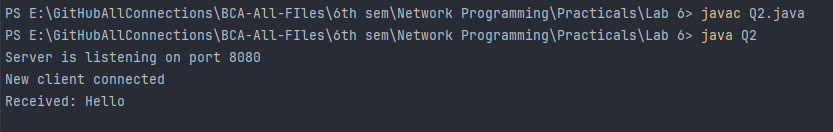 PS E:\GitHubAllConnections\BCA-All-FIles\6th sem\Network Programming\Practicals\Lab 6> javac Q2.java
PS E:\GitHubAllConnections\BCA-All-FIles\6th sem\Network Programming\Practicals\Lab 6> java Q2
Server is listening on port 8080
New client connected
Received: Hello